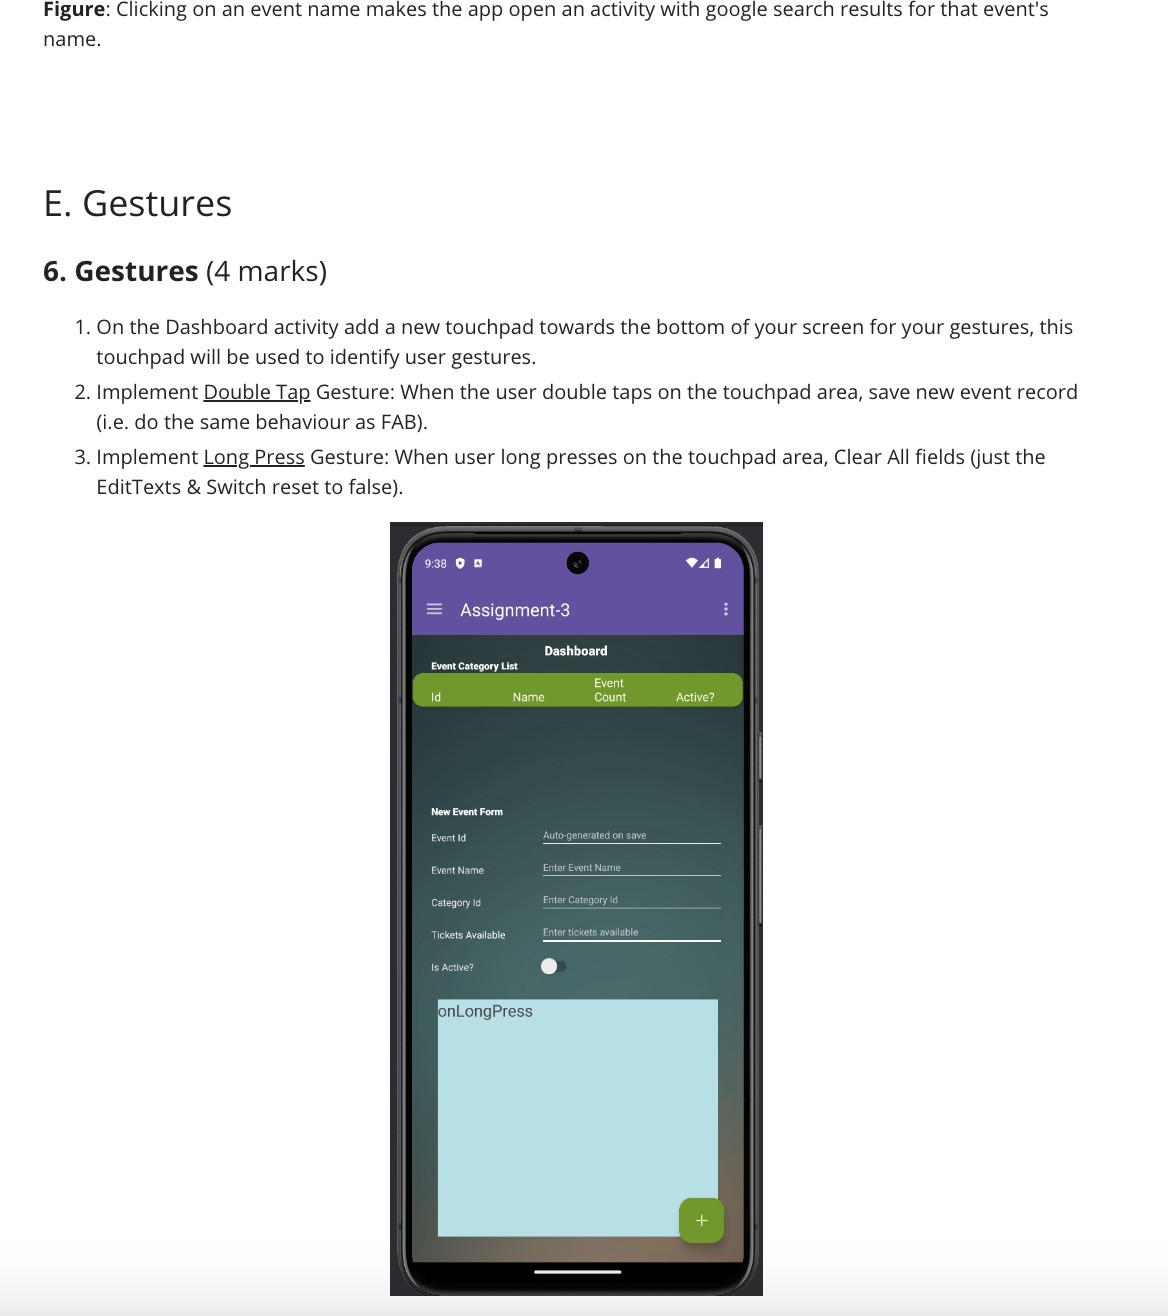 Figure: Clicking on an event name makes the app open an activity with google search results for that event's
name.
E. Gestures
6. Gestures (4 marks)
1. On the Dashboard activity add a new touchpad towards the bottom of your screen for your gestures, this
touchpad will be used to identify user gestures.
2. Implement Double Tap Gesture: When the user double taps on the touchpad area, save new event record
(i.e. do the same behaviour as FAB).
3. Implement Long Press Gesture: When user long presses on the touchpad area, Clear All fields (just the
EditTexts & Switch reset to false).
9:38
Assignment-3
Dashboard
Event Category List
Id Name Event Count Active?
New Event Form
Event Id Auto-generated on save
Event Name Enter Event Name
Category Id Enter Category Id
Tickets Available Enter tickets available
Is Active?
onLongPress
+